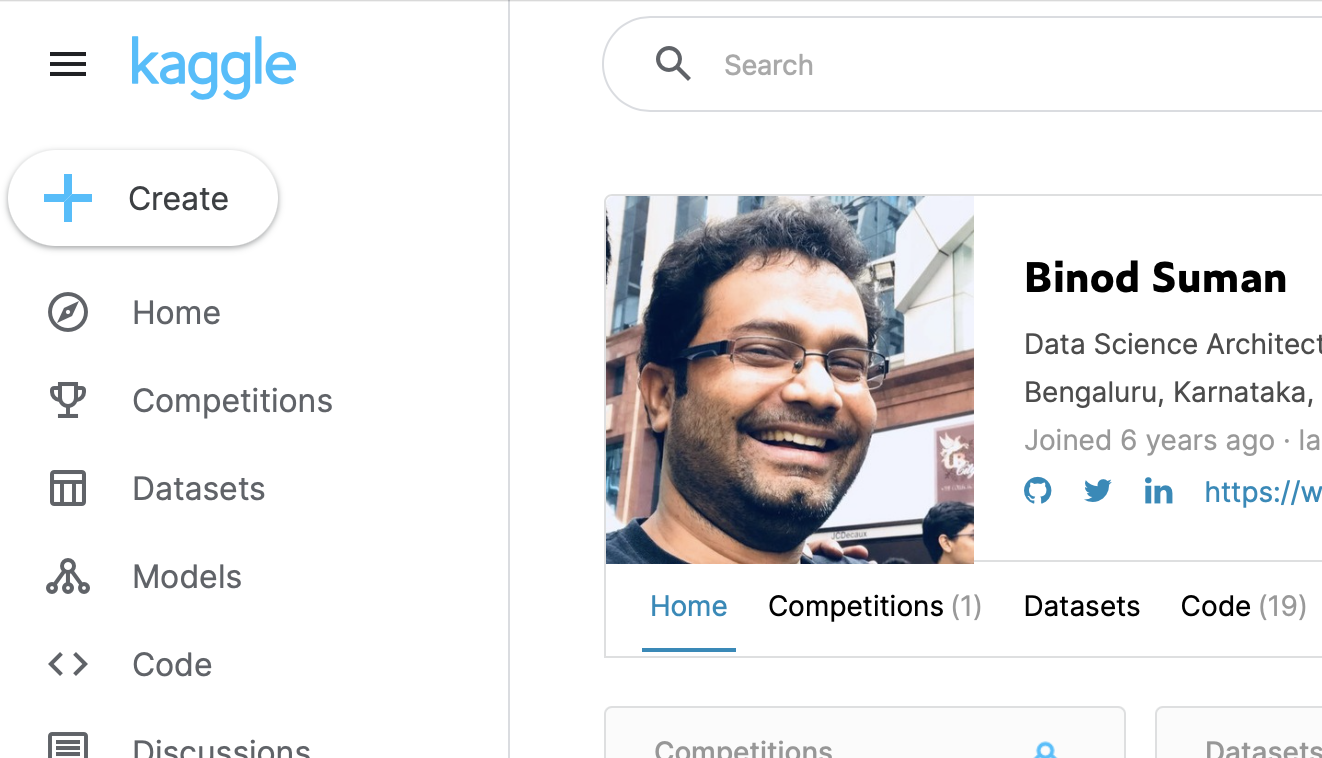 kaggle
Search
Create
Home
Competitions
Datasets
Models
Code
Discussions
Binod Suman
Data Science Architect
Bengaluru, Karnataka,
Joined 6 years ago · la
https://w
JCDecaux
Home Competitions (1) Datasets Code (19)
Competitions
Datasets